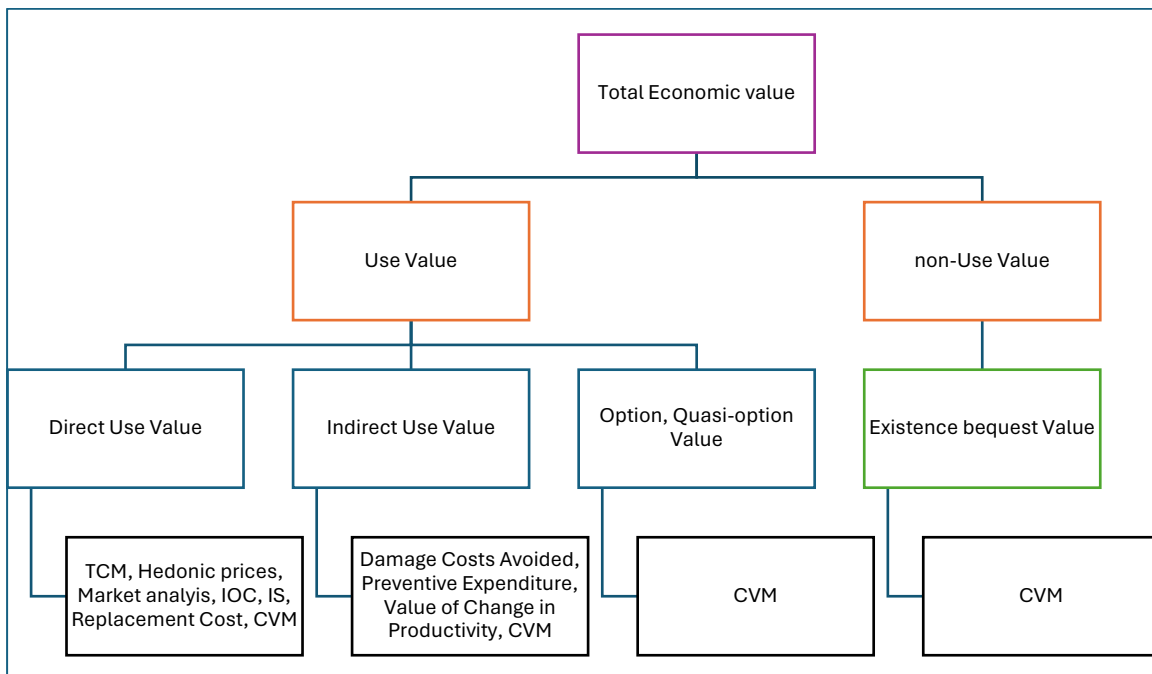 Total Economic value
Use Value
non-Use Value
Direct Use Value
Indirect Use Value
Option, Quasi-option
Value
Existence bequest Value
TCM, Hedonic prices,
Market analyis, IOC, IS,
Replacement Cost, CVM
Damage Costs Avoided,
Preventive Expenditure,
Value of Change in
Productivity, CVM
CVM
CVM